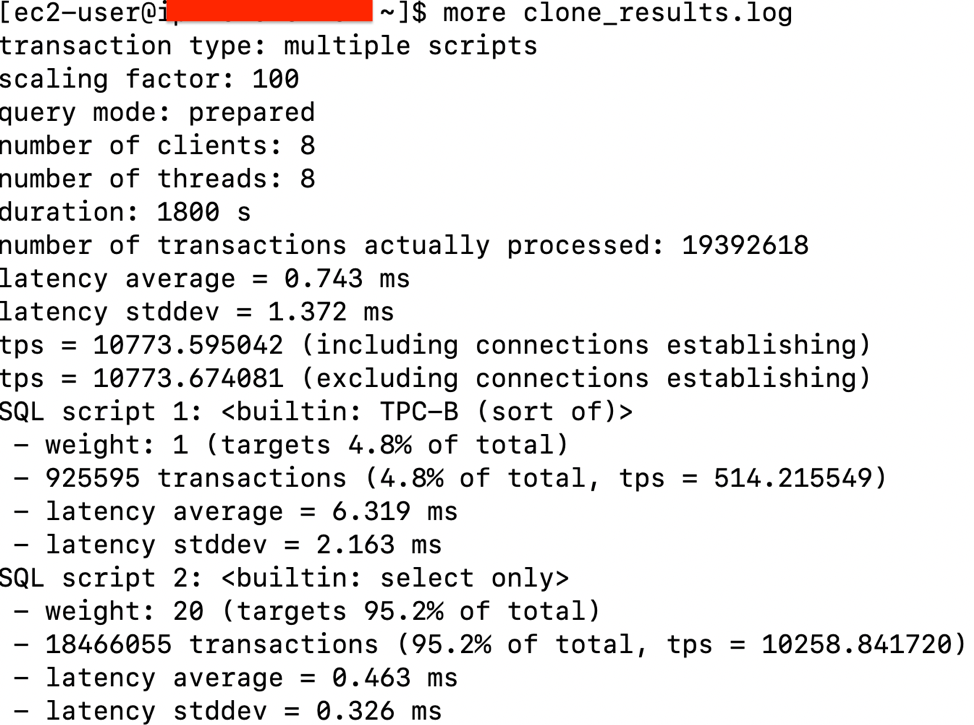 [ec2-user@i ~]$ more clone_results.log
transaction type: multiple scripts
scaling factor: 100
query mode: prepared
number of clients: 8
number of threads: 8
duration: 1800 s
number of transactions actually processed: 19392618
latency average = 0.743 ms
latency stddev = 1.372 ms
tps = 10773.595042 (including connections establishing)
tps = 10773.674081 (excluding connections establishing)
SQL script 1: <builtin: TPC-B (sort of)>
 - weight: 1 (targets 4.8% of total)
 - 925595 transactions (4.8% of total, tps = 514.215549)
 - latency average = 6.319 ms
 - latency stddev = 2.163 ms
SQL script 2: <builtin: select only>
 - weight: 20 (targets 95.2% of total)
 - 18466055 transactions (95.2% of total, tps = 10258.841720)
 - latency average = 0.463 ms
 - latency stddev = 0.326 ms